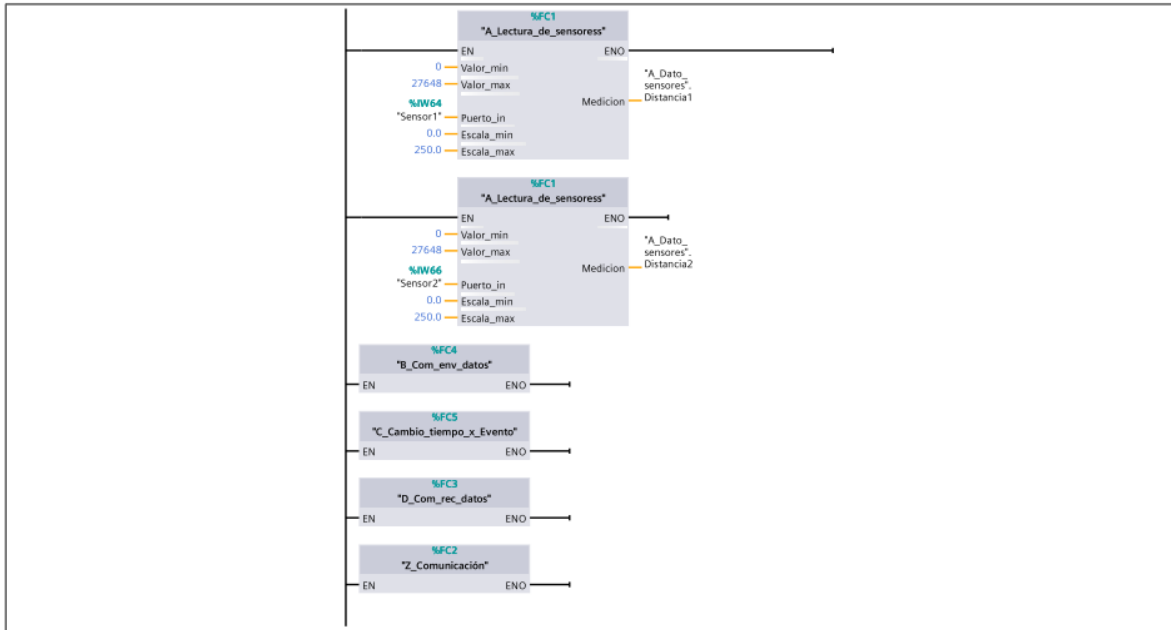 %FC1
"A_Lectura_de_sensoress"
EN ENO
0 Valor_min
27648 Valor_max
"A_Dato_
sensores".
Medicion Distancia1
%IW64
"Sensor1" Puerto_in
0.0 Escala_min
250.0 Escala_max
%FC1
"A_Lectura_de_sensoress"
EN ENO
0 Valor_min
27648 Valor_max
"A_Dato_
sensores".
Medicion Distancia2
%IW66
"Sensor2" Puerto_in
0.0 Escala_min
250.0 Escala_max
%FC4
"B_Com_env_datos"
EN ENO
%FC5
"C_Cambio_tiempo_x_Evento"
EN ENO
%FC3
"D_Com_rec_datos"
EN ENO
%FC2
"Z_Comunicación"
EN ENO